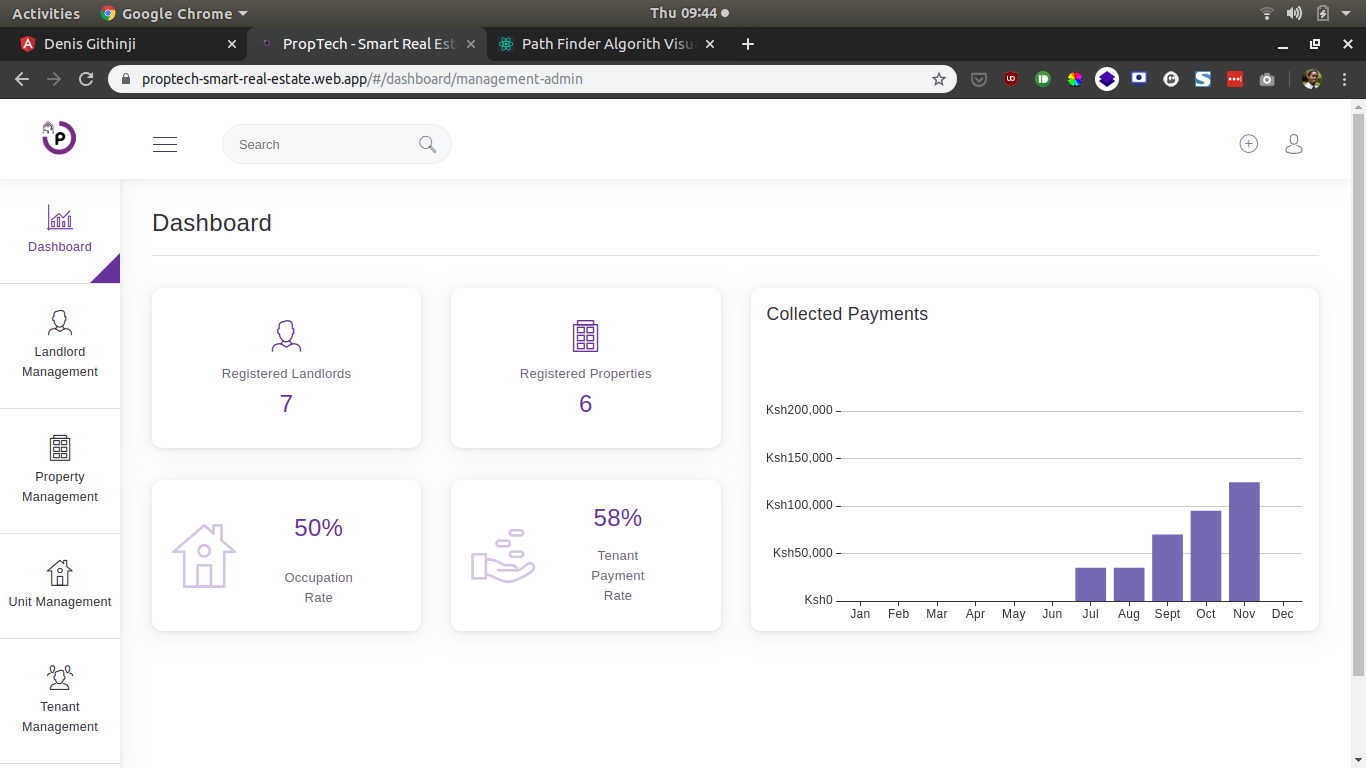 Activities
Google Chrome
Thu 09:44
Denis Githinji
PropTech - Smart Real Est
Path Finder Algorith Visu
proptech-smart-real-estate.web.app/#/dashboard/management-admin
P
Search
Dashboard
Landlord
Management
Property
Management
Unit Management
Tenant
Management
Dashboard
Registered Landlords
7
Registered Properties
6
50%
Occupation
Rate
58%
Tenant
Payment
Rate
Collected Payments
Ksh200,000
Ksh150,000
Ksh100,000
Ksh50,000
Ksh0
Jan Feb Mar Apr May Jun Jul Aug Sept Oct Nov Dec